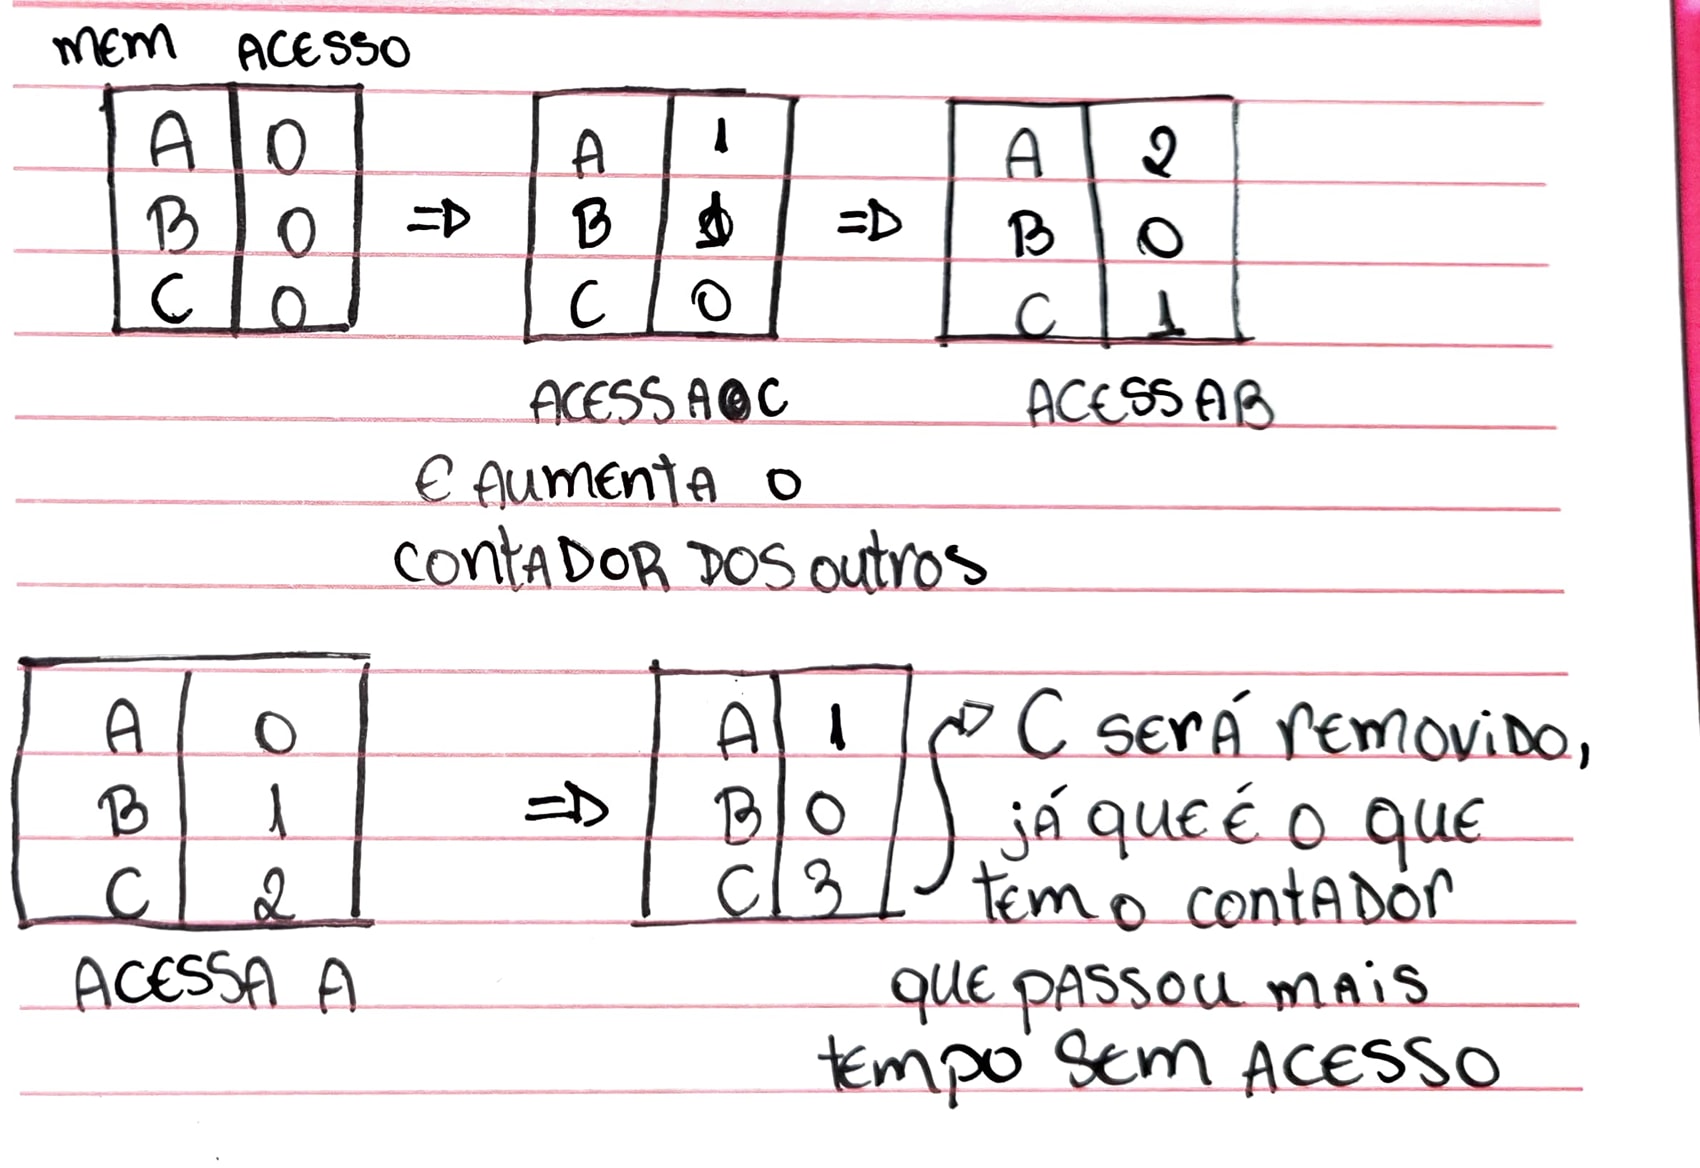 mEm ACESSO
A 0 A 1 A 2
B 0 => B 1 => B 0
C 0 C 0 C 1
ACESSA C ACESSA B
E AUMENTA O
CONTADOR DOS OUTROS
A 0 A 1 => C SERÁ REMOVIDO,
B 1 => B 0 JÁ QUE É O QUE
C 2 C 3 TEM O CONTADOR
ACESSA A QUE PASSOU MAIS
TEMPO SEM ACESSO